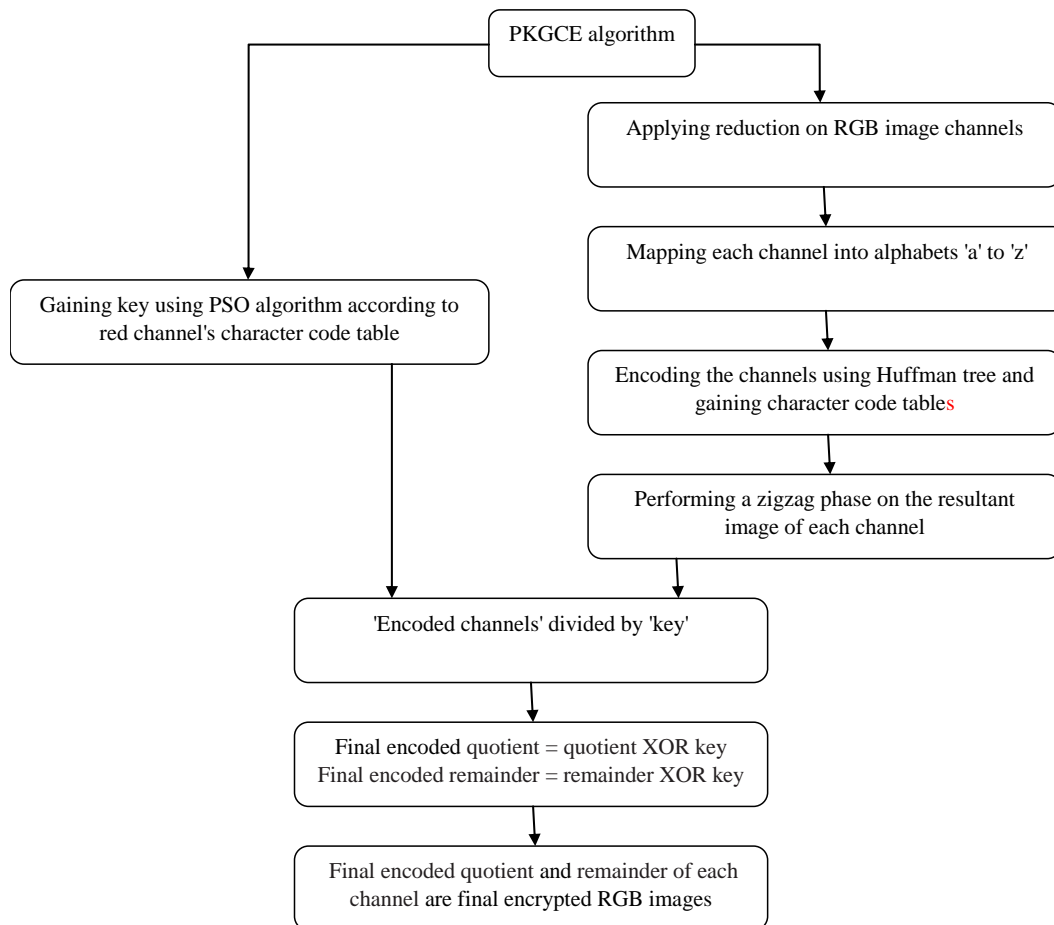 PKGCE algorithm
Applying reduction on RGB image channels
Mapping each channel into alphabets 'a' to 'z'
Gaining key using PSO algorithm according to
red channel's character code table
Encoding the channels using Huffman tree and
gaining character code tables
Performing a zigzag phase on the resultant
image of each channel
'Encoded channels' divided by 'key'
Final encoded quotient = quotient XOR key
Final encoded remainder = remainder XOR key
Final encoded quotient and remainder of each
channel are final encrypted RGB images